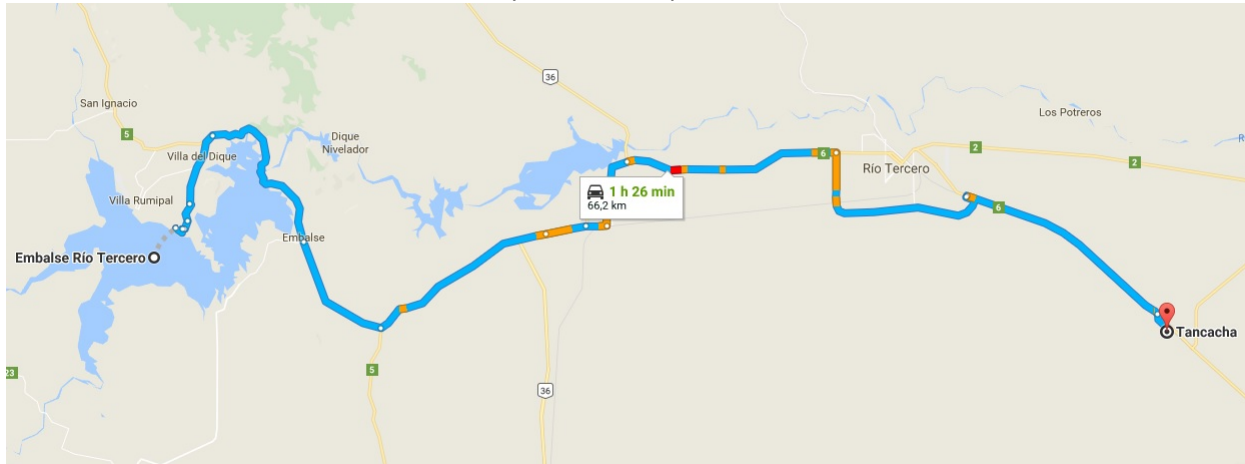 36
San Ignacio
5
Los Potreros
Dique
Nivelador
Villa del Dique
6
2
2
Río Tercero
Villa Rumipal
1 h 26 min
66,2 km
6
Embalse
Embalse Río Tercero
Tancacha
5
23
36